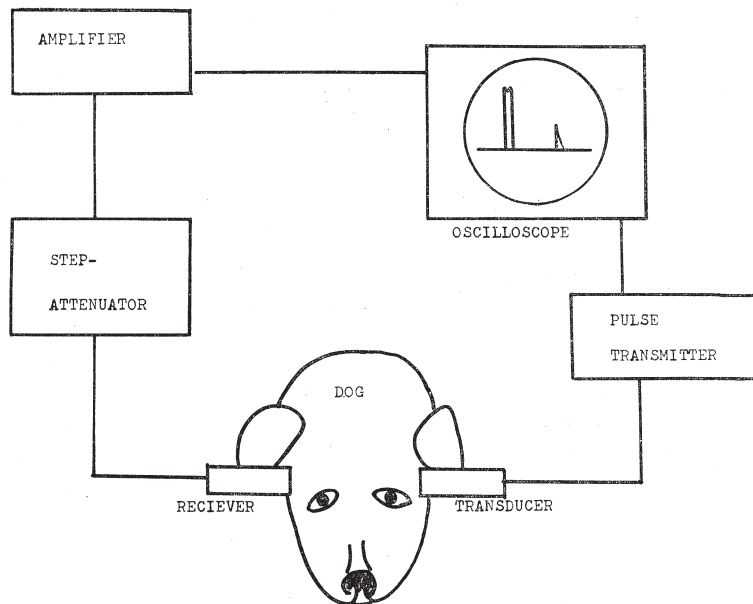 AMPLIFIER
OSCILLOSCOPE
STEP-
ATTENUATOR
PULSE
TRANSMITTER
DOG
RECIEVER
TRANSDUCER